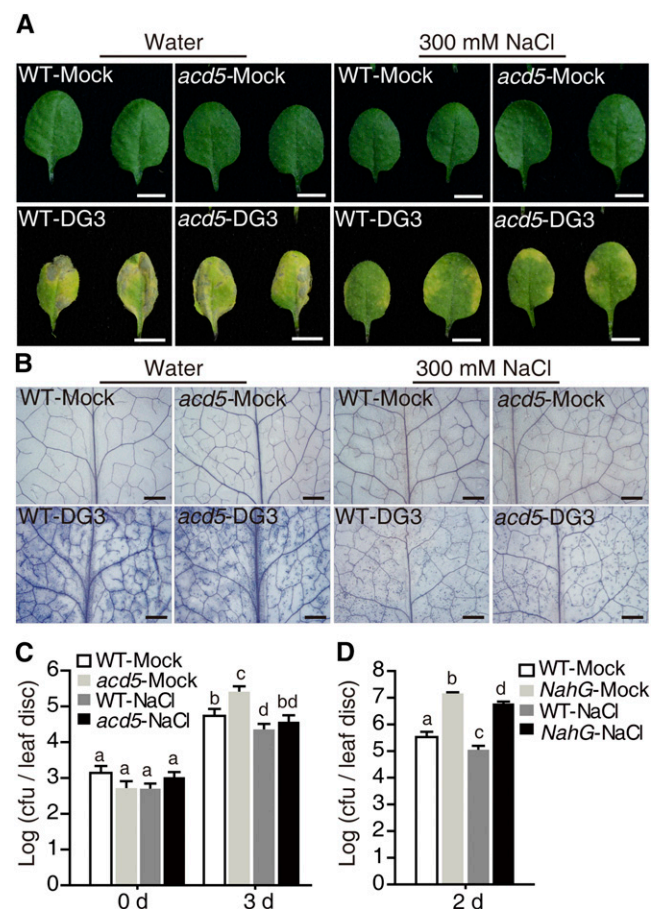 A
Water 300 mM NaCl
WT-Mock acd5-Mock WT-Mock acd5-Mock
WT-DG3 acd5-DG3 WT-DG3 acd5-DG3
B
Water 300 mM NaCl
WT-Mock acd5-Mock WT-Mock acd5-Mock
WT-DG3 acd5-DG3 WT-DG3 acd5-DG3
C
WT-Mock
acd5-Mock
WT-NaCl
acd5-NaCl
Log (cfu / leaf disc)
6
5
4
3
2
1
0
a a a a
b c d bd
0 d 3 d
D
WT-Mock
NahG-Mock
WT-NaCl
NahG-NaCl
Log (cfu / leaf disc)
8
7
6
5
4
3
2
1
0
a b c d
2 d